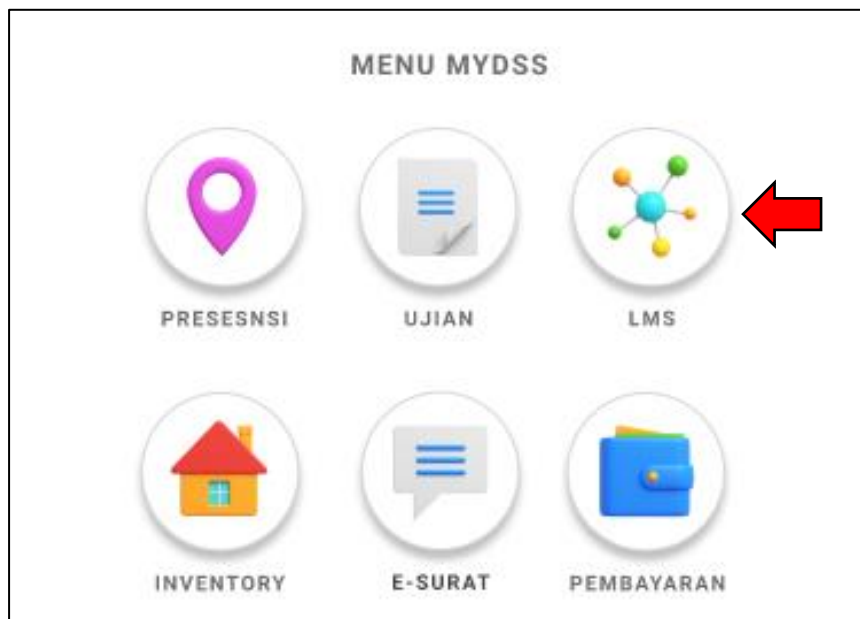 MENU MYDSS
PRESESNSI UJIAN LMS
INVENTORY E-SURAT PEMBAYARAN